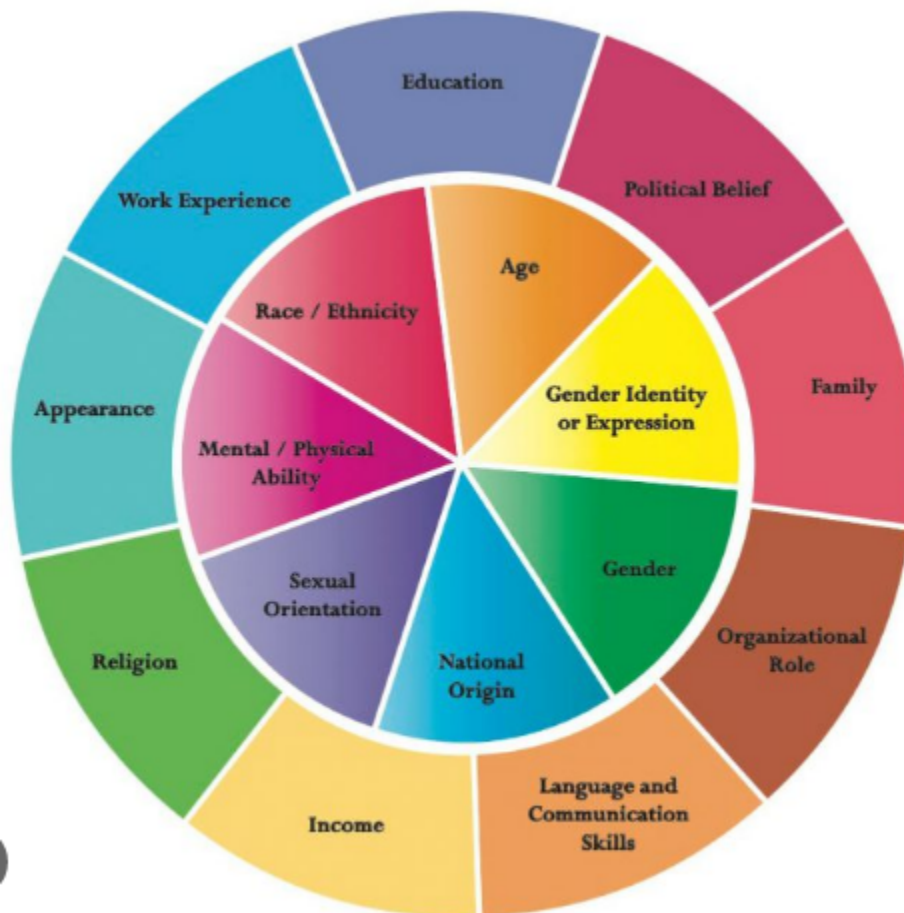 Education
Political Belief
Family
Organizational
Role
Language and
Communication
Skills
Income
Religion
Appearance
Work Experience
Age
Gender Identity
or Expression
Gender
National
Origin
Sexual
Orientation
Mental / Physical
Ability
Race / Ethnicity